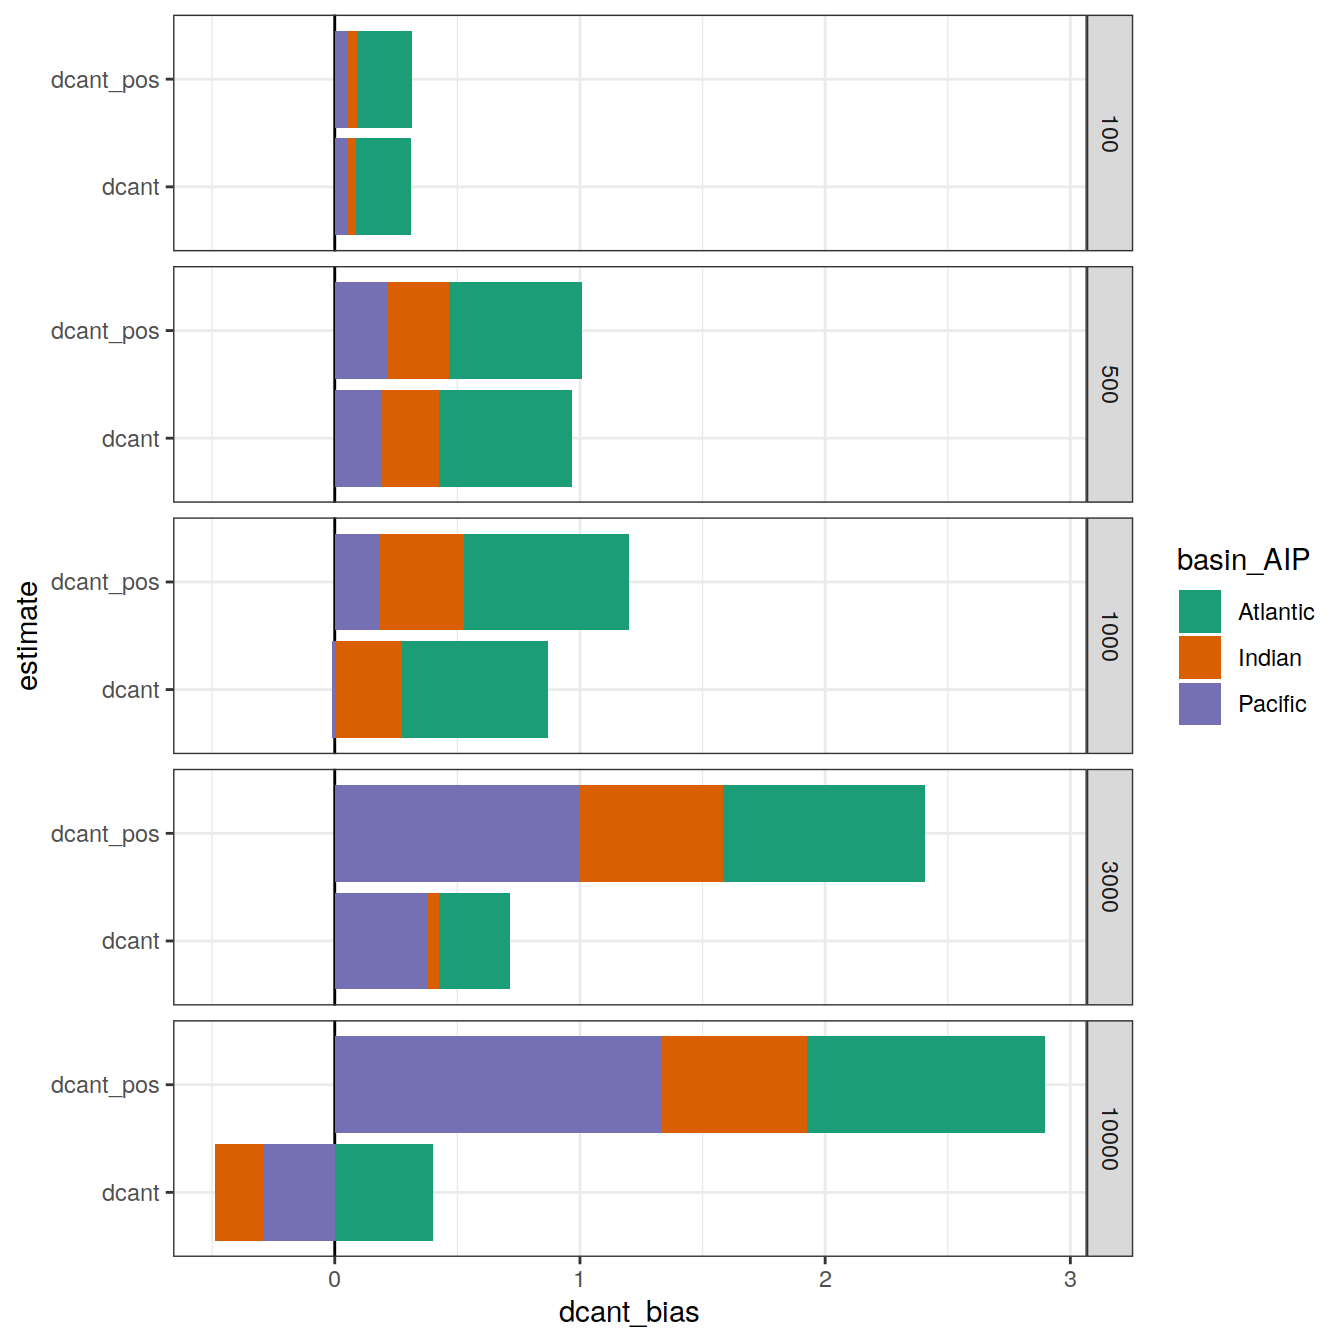 dcant_pos
dcant
100
dcant_pos
dcant
500
dcant_pos
dcant
1000
dcant_pos
dcant
3000
dcant_pos
dcant
10000
0 1 2 3
dcant_bias
estimate
basin_AIP
Atlantic
Indian
Pacific